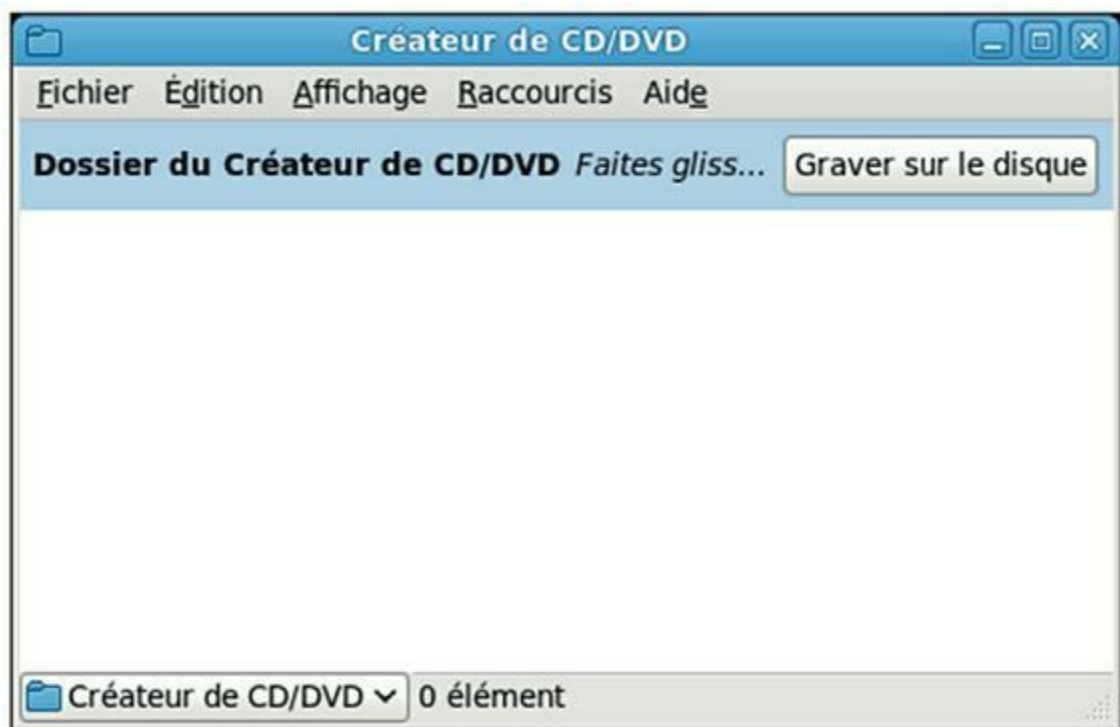 Créateur de CD/DVD
Fichier Édition Affichage Raccourcis Aide
Dossier du Créateur de CD/DVD Faites gliss... Graver sur le disque
Créateur de CD/DVD 0 élément